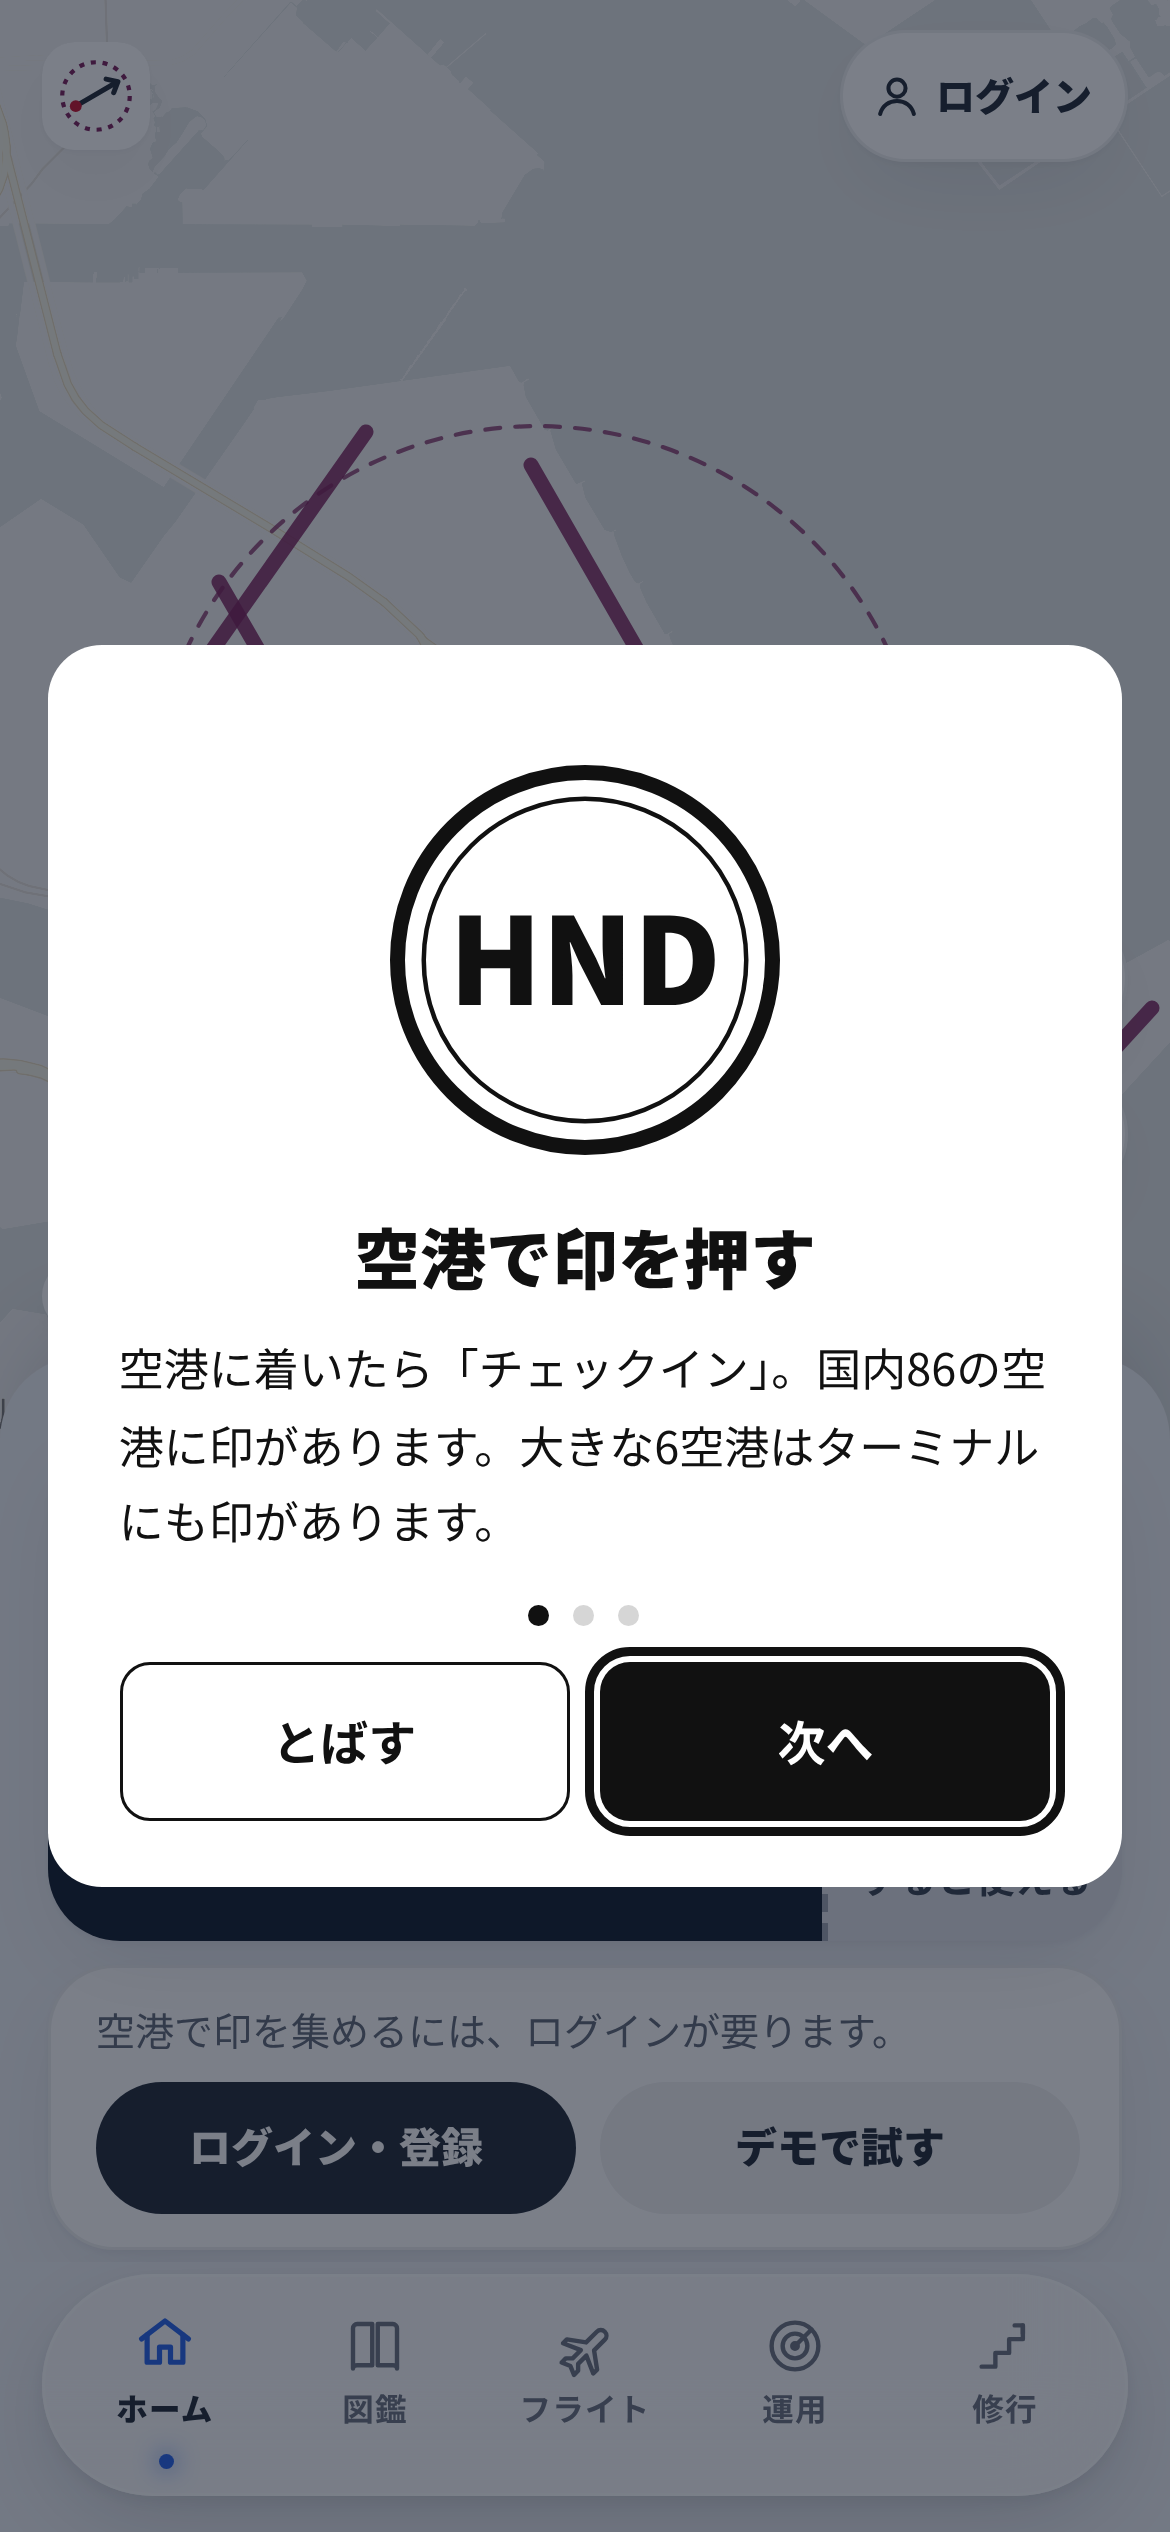 ログイン
HND
空港で印を押す
空港に着いたら「チェックイン」。国内86の空
港に印があります。大きな6空港はターミナル
にも印があります。
とばす
次へ
空港で印を集めるには、ログインが要ります。
ログイン・登録
デモで試す
ホーム
図鑑
フライト
運用
修行